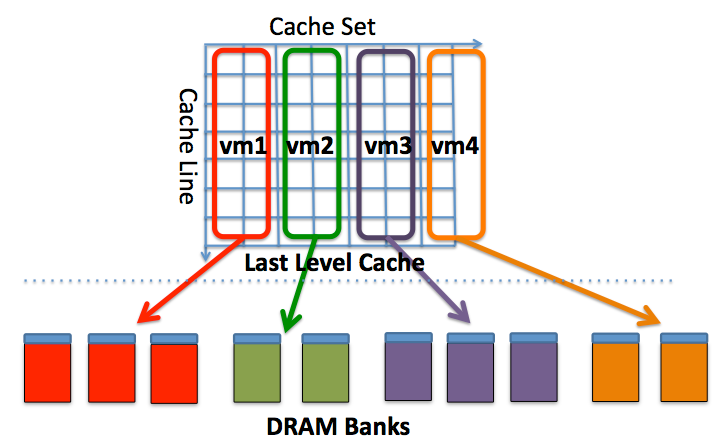 Cache Set
Cache Line
vm1
vm2
vm3
vm4
Last Level Cache
DRAM Banks